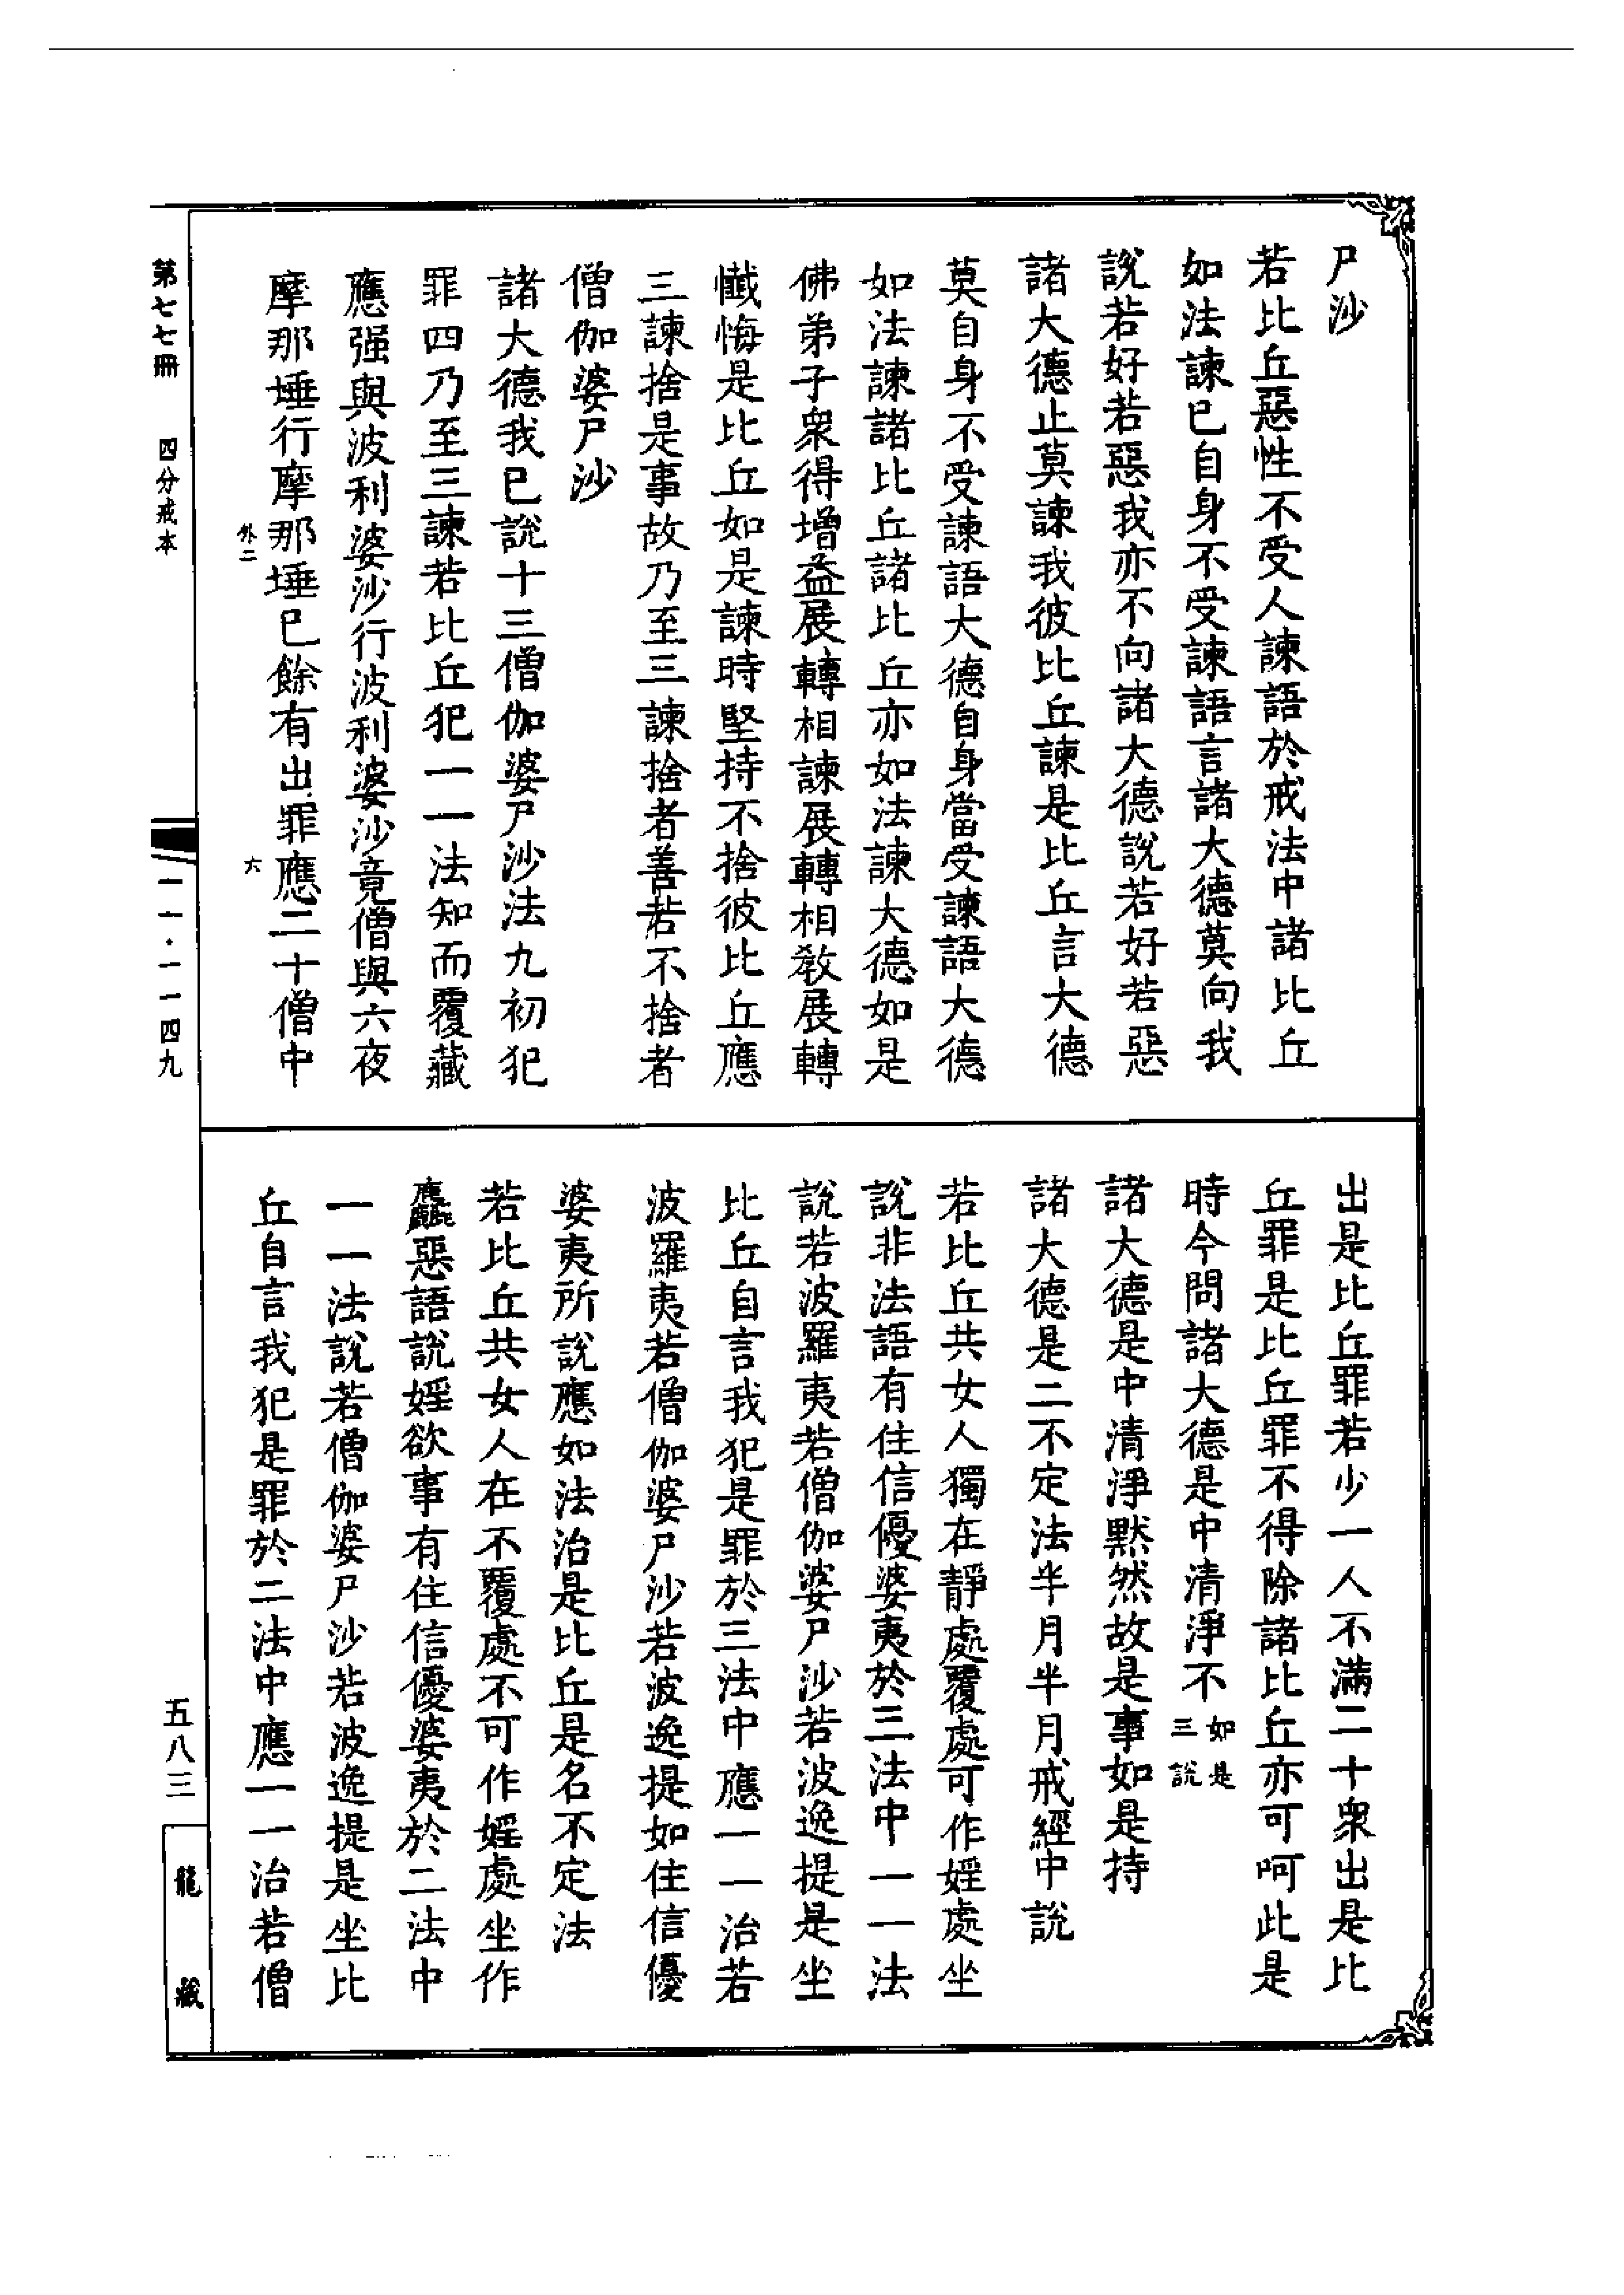 尸沙
若比丘惡性不受人諫語於戒法中諸比丘
如法諫已自身不受諫語言諸大德莫向我
說若好若惡我亦不向諸大德說若好若惡
諸大德止莫諫我彼比丘諫是比丘言大德
莫自身不受諫語大德自身當受諫語大德
如法諫諸比丘諸比丘亦如法諫大德如是
佛弟子衆得增益展轉相諫展轉相教展轉
懺悔是比丘如是諫時堅持不捨彼比丘應
三諫捨是事故乃至三諫捨者善若不捨者
僧伽婆尸沙
諸大德我已說十三僧伽婆尸沙法九初犯
罪四乃至三諫若比丘犯一一法知而覆藏
應强與波利婆沙行波利婆沙竟僧與六夜
摩那埵行摩那埵已餘有出罪應二十僧中
外二
六
出是比丘罪若少一人不滿二十衆出是比
丘罪是比丘罪不得除諸比丘亦可呵此是
時今問諸大德是中清淨不如是三說
諸大德是中清淨默然故是事如是持
諸大德是二不定法半月半月戒經中說
若比丘共女人獨在靜處覆處可作婬處坐
說非法語有住信優婆夷於三法中一一法
說若波羅夷若僧伽婆尸沙若波逸提是坐
比丘自言我犯是罪於三法中應一一治若
波羅夷若僧伽婆尸沙若波逸提如住信優
婆夷所說應如法治是比丘是名不定法
若比丘共女人在不覆處不可作婬處坐作
麤惡語說婬欲事有住信優婆夷於二法中
一一法說若僧伽婆尸沙若波逸提是坐比
丘自言我犯是罪於二法中應一一治若僧
第七七冊 四分戒本
一一·一一四九
五八三
龍藏